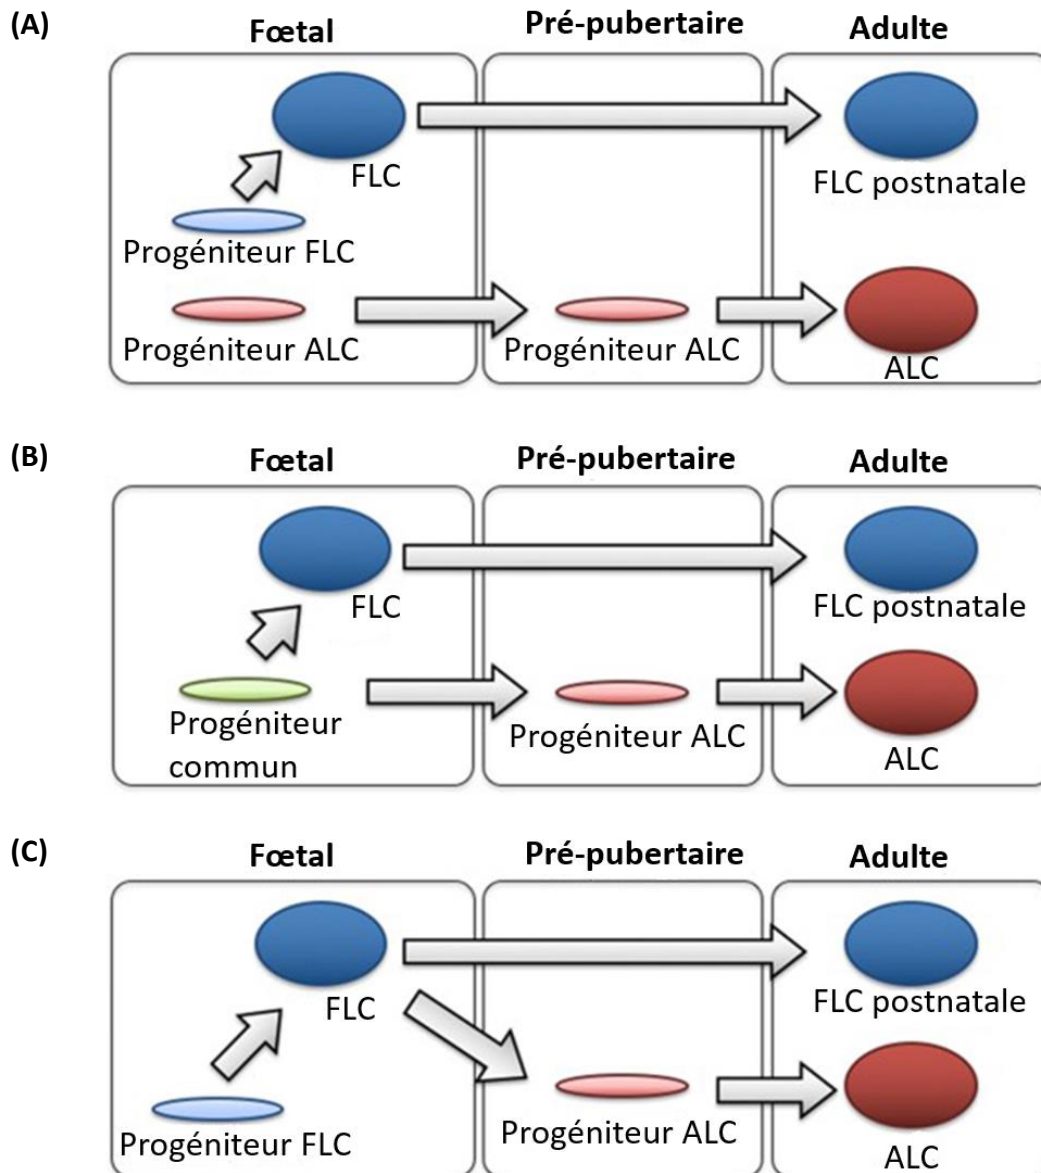 (A)
Fœtal
Pré-pubertaire
Adulte
FLC
FLC postnatale
Progéniteur FLC
Progéniteur ALC
Progéniteur ALC
ALC
(B)
Fœtal
Pré-pubertaire
Adulte
FLC
FLC postnatale
Progéniteur
commun
Progéniteur ALC
ALC
(C)
Fœtal
Pré-pubertaire
Adulte
FLC
FLC postnatale
Progéniteur FLC
Progéniteur ALC
ALC